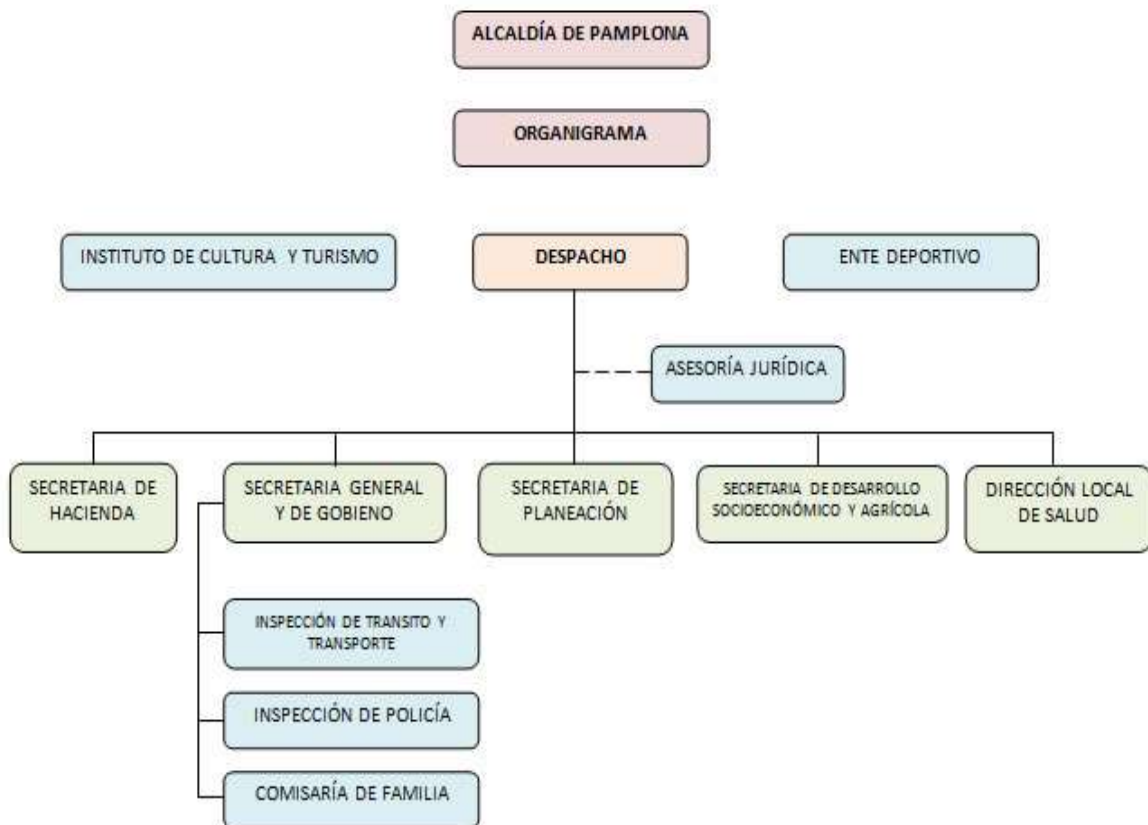 ALCALDÍA DE PAMPLONA
ORGANIGRAMA
INSTITUTO DE CULTURA Y TURISMO
DESPACHO
ENTE DEPORTIVO
ASESORÍA JURÍDICA
SECRETARIA DE
HACIENDA
SECRETARIA GENERAL
Y DE GOBIENO
SECRETARIA DE
PLANEACIÓN
SECRETARIA DE DESARROLLO
SOCIOECONÓMICO Y AGRÍCOLA
DIRECCIÓN LOCAL
DE SALUD
INSPECCIÓN DE TRANSITO Y
TRANSPORTE
INSPECCIÓN DE POLICÍA
COMISARÍA DE FAMILIA